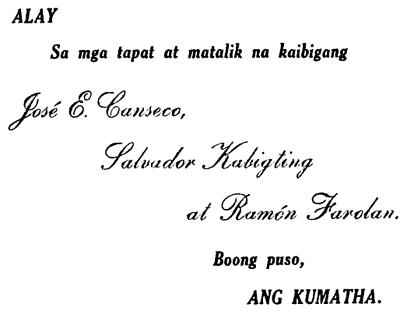 ALAY
Sa mga tapat at matalik na kaibigang
José E. Canseco,
Salvador Kabigting
at Ramón Farolan.
Boong puso,
ANG KUMATHA.